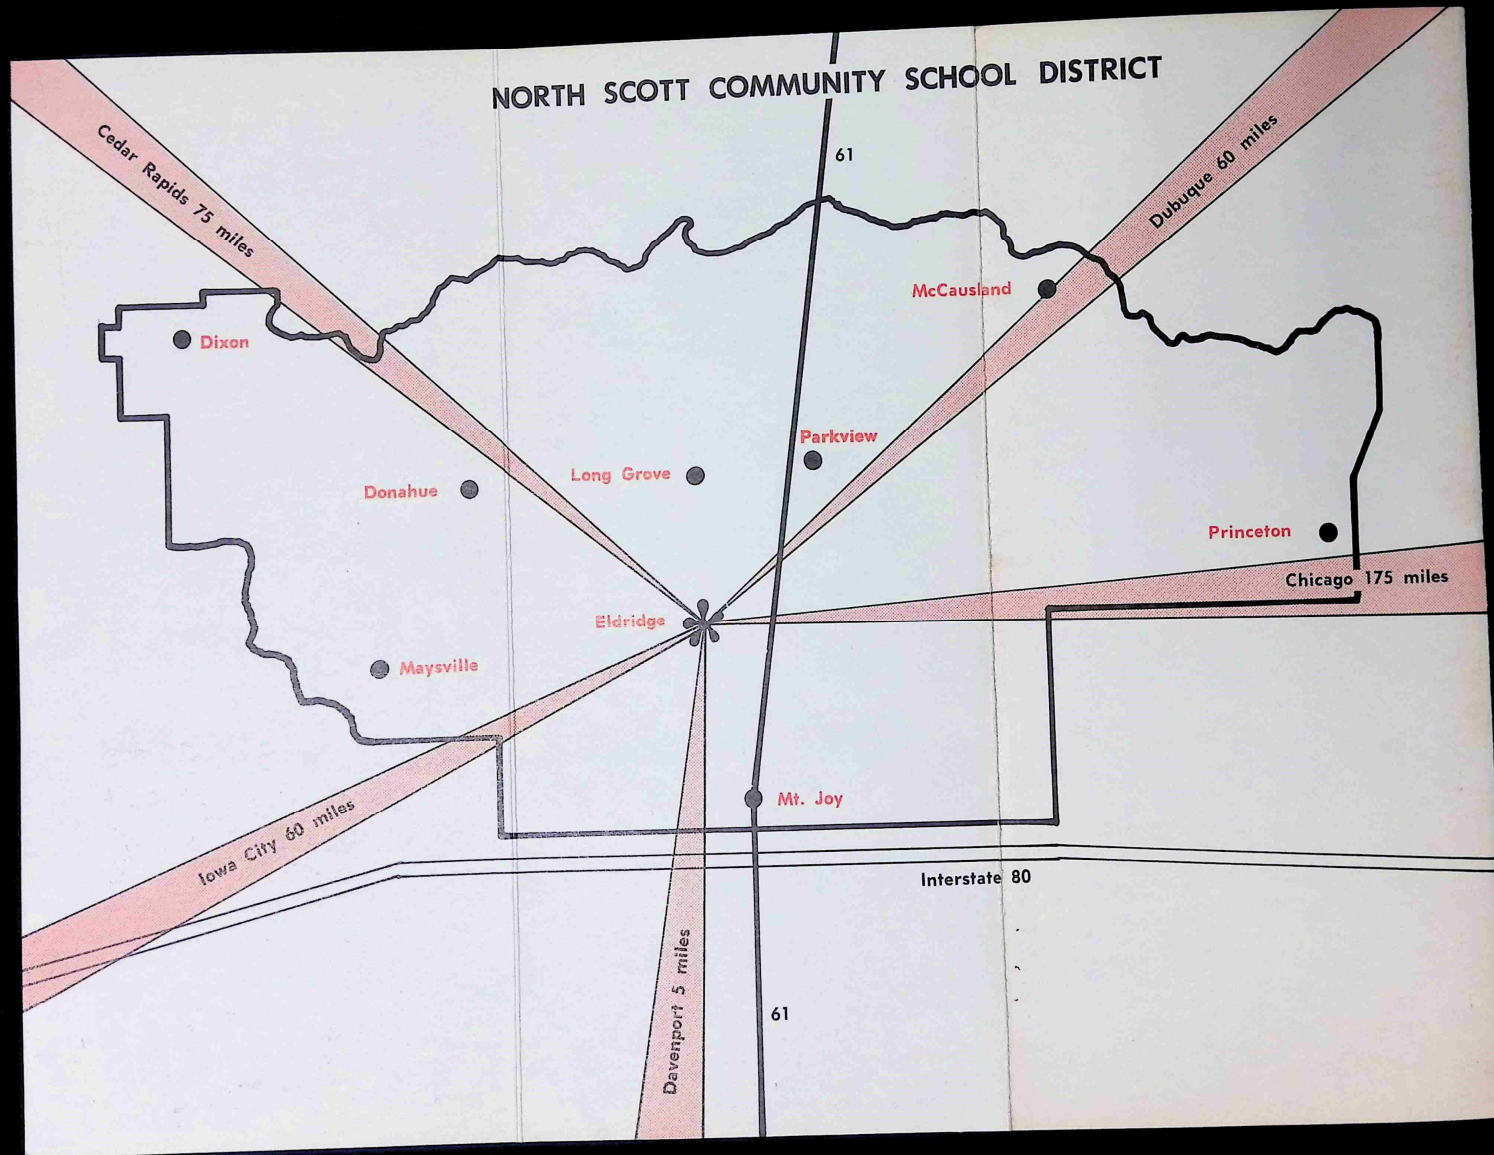 NORTH SCOTT COMMUNITY SCHOOL DISTRICT
Cedar Rapids 75 miles
61
Dubuque 60 miles
McCausland
Dixon
Parkview
Long Grove
Donahue
Princeton
Chicago 175 miles
Eldridge
Maysville
Mt. Joy
Iowa City 60 miles
Interstate 80
Davenport 5 miles
61